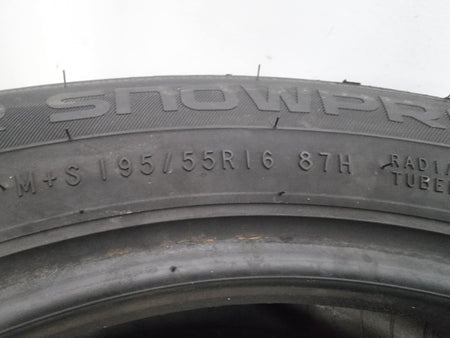 R SNOWPR
M+S 195/55R16 87H RADIA
TUBE